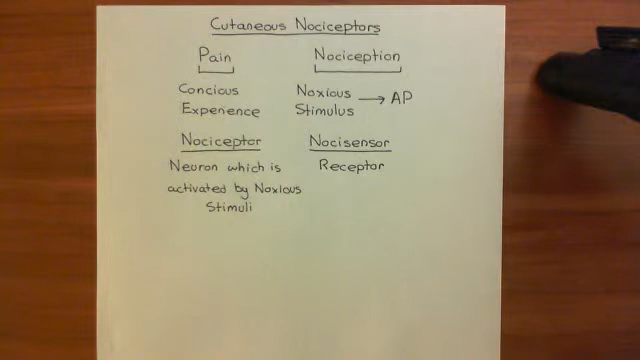 Cutaneous Nociceptors
Pain
Nociception
Concious
Experience
Noxious
Stimulus → AP
Nociceptor
Nocisensor
Neuron which is
activated by Noxious
Stimuli
Receptor